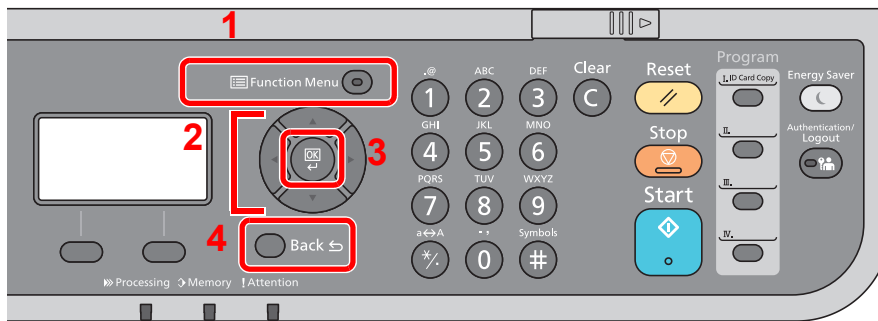 1
Function Menu
2
OK
3
4
Back
Processing
Memory
! Attention
.@
1
ABC
2
DEF
3
Clear
C
GHI
4
JKL
5
MNO
6
PQRS
7
TUV
8
WXYZ
9
a↔A
*/.
- ,
0
Symbols
#
Reset
Stop
Start
Program
I. ID Card Copy
II.
III.
IV.
Energy Saver
Authentication/
Logout